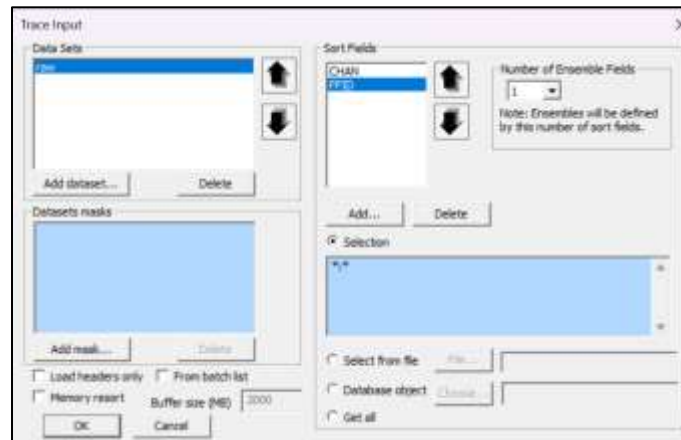 Trace Input
Data Sets
raw
Add dataset...
Delete
Datasets masks
Add mask...
Delete
Load headers only
From batch list
Memory resort
Buffer size (MB)
3000
OK
Cancel
Sort Fields
CHAN
FFID
Number of Ensemble Fields
1
Note: Ensembles will be defined
by this number of sort fields.
Add...
Delete
Selection
*:*
Select from file
File...
Database object
Choose...
Get all